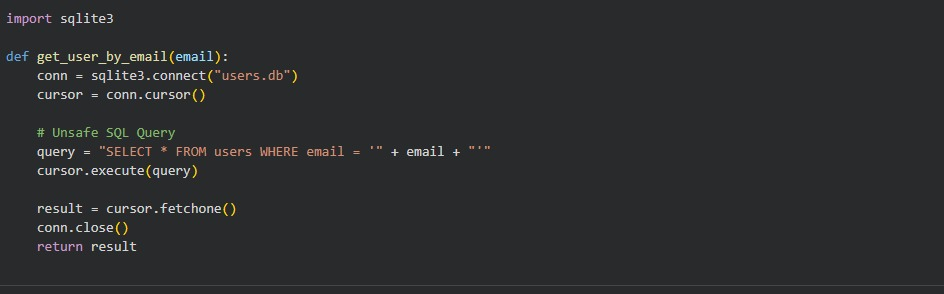 import sqlite3
def get_user_by_email(email):
    conn = sqlite3.connect("users.db")
    cursor = conn.cursor()
    # Unsafe SQL Query
    query = "SELECT * FROM users WHERE email = '" + email + "'"
    cursor.execute(query)
    result = cursor.fetchone()
    conn.close()
    return result